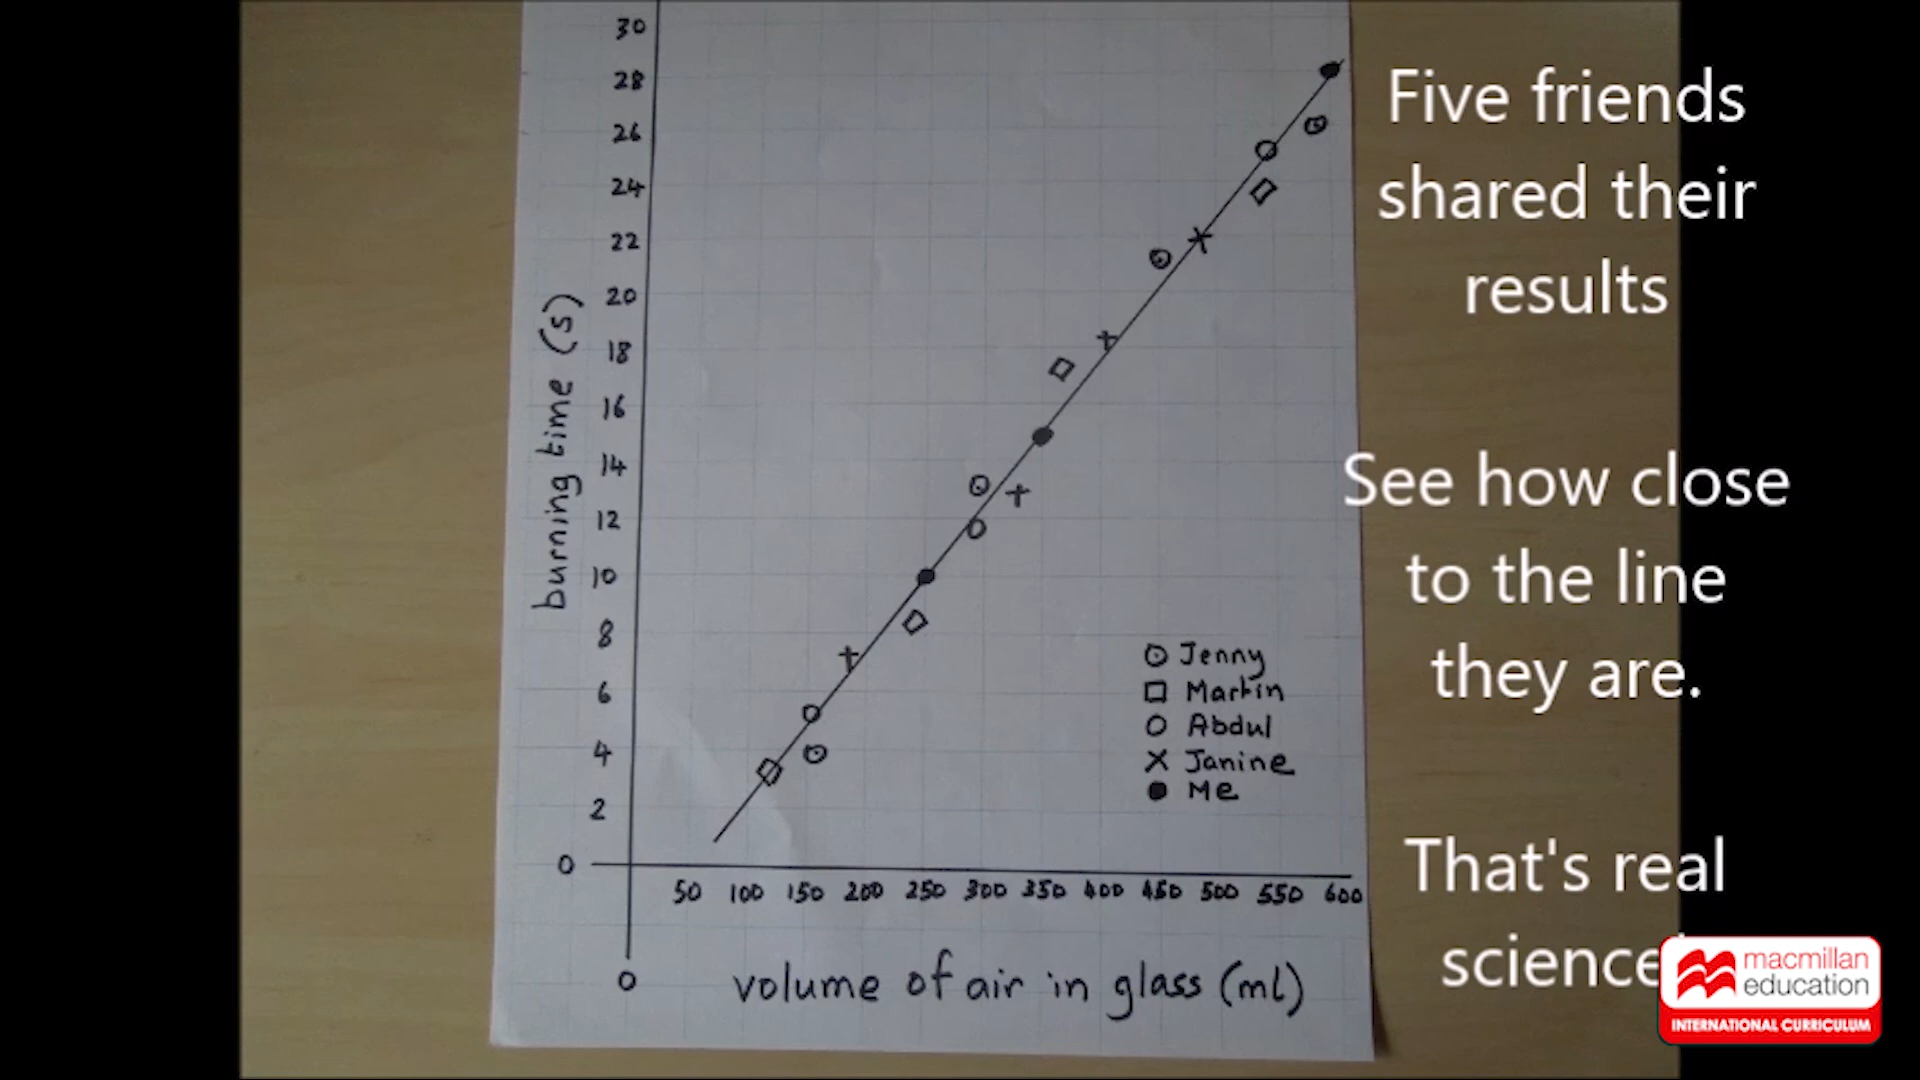 30
28
26
24
22
20
18
16
14
12
10
8
6
4
2
0
burning time (s)
50 100 150 200 250 300 350 400 450 500 550 600
0
volume of air in glass (ml)
Jenny
Martin
Abdul
Janine
Me
Five friends
shared their
results
See how close
to the line
they are.
That's real
science
macmillan
education
INTERNATIONAL CURRICULUM